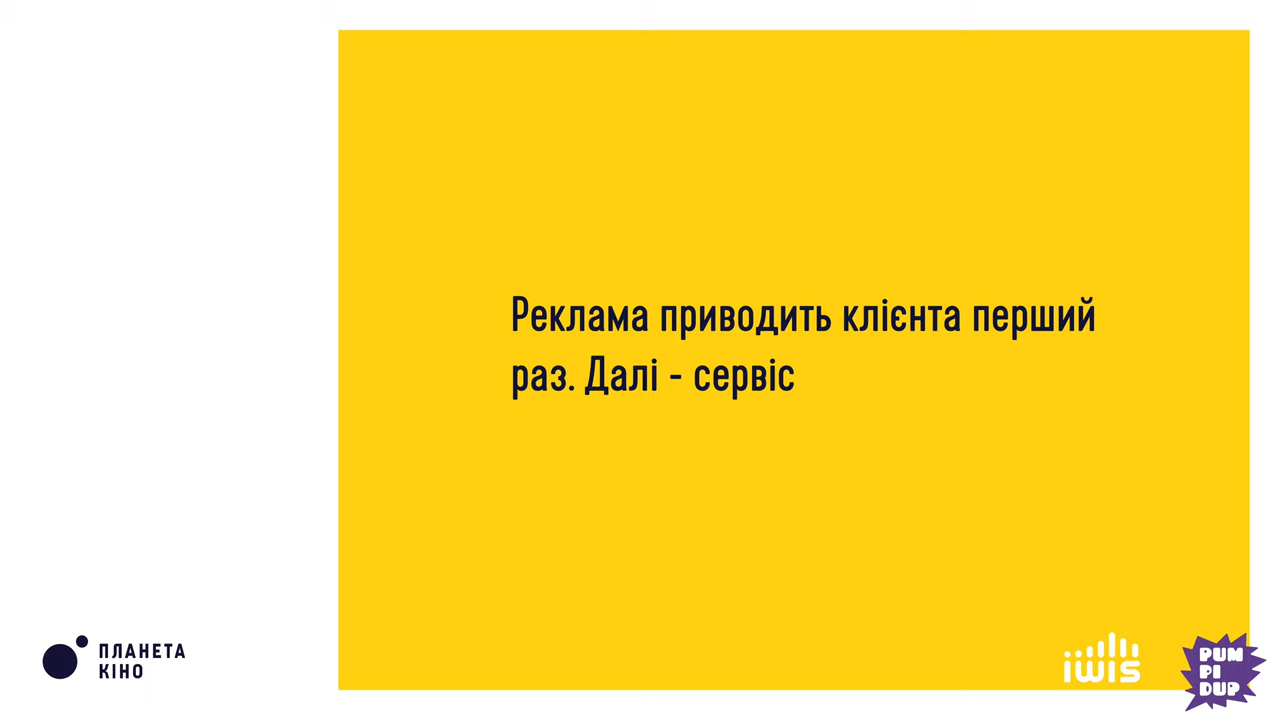 Реклама приводить клієнта перший
раз. Далі - сервіс
ПЛАНЕТА
КІНО
iwis
PUM
PI
DUP